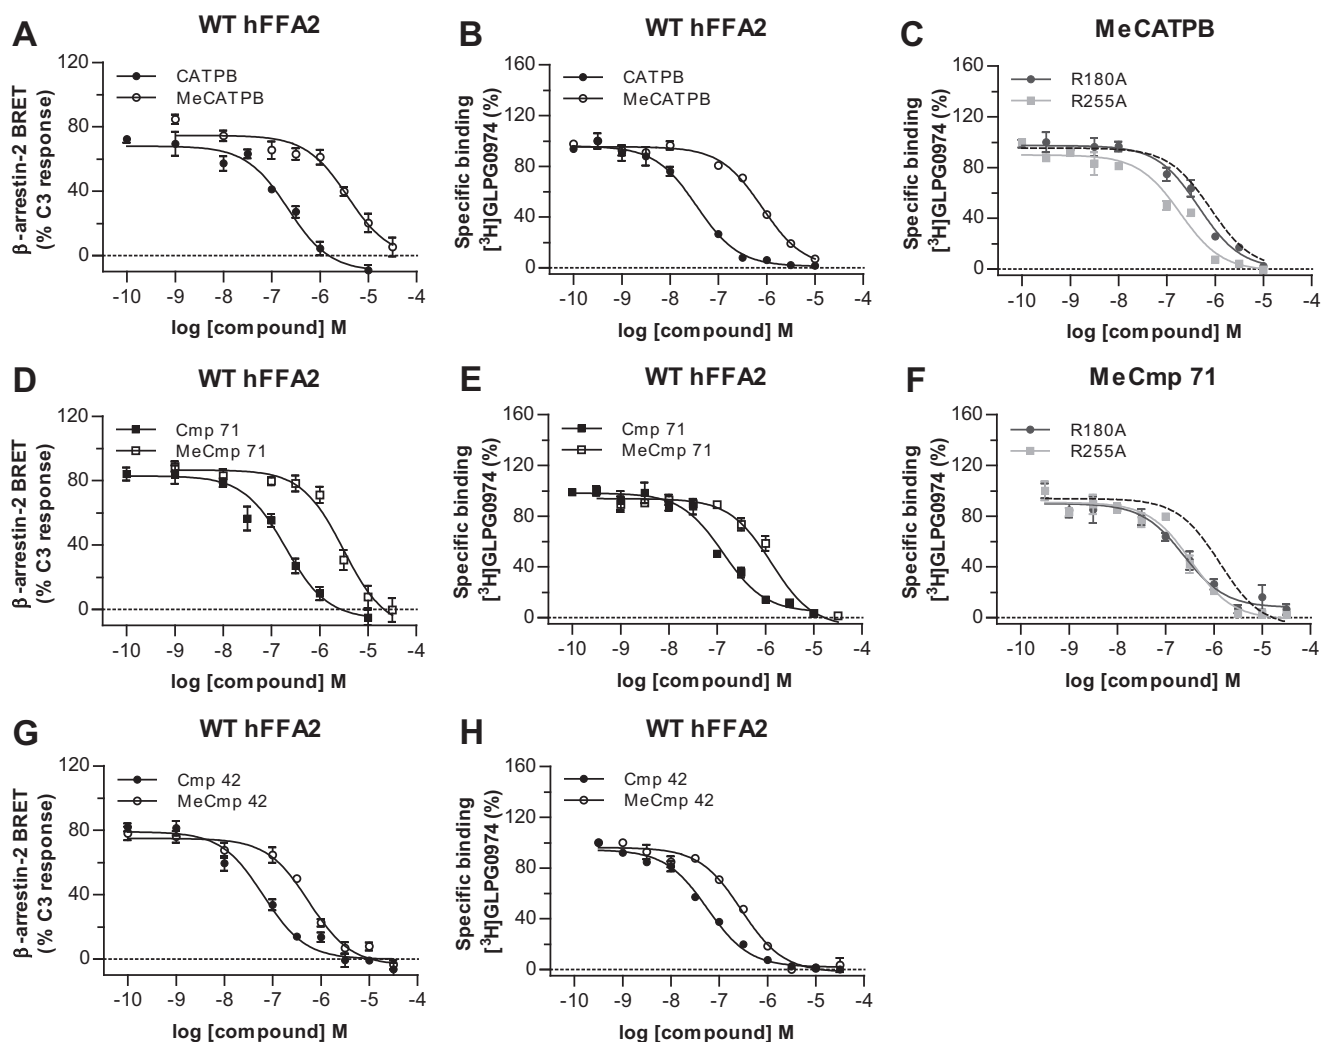 A
WT hFFA2
β-arrestin-2 BRET
(% C3 response)
120
80
40
0
CATPB
MeCATPB
-10 -9 -8 -7 -6 -5 -4
log [compound] M
B
WT hFFA2
Specific binding
[³H]GLPG0974 (%)
160
120
80
40
0
CATPB
MeCATPB
-10 -9 -8 -7 -6 -5 -4
log [compound] M
C
MeCATPB
Specific binding
[³H]GLPG0974 (%)
160
120
80
40
0
R180A
R255A
-10 -9 -8 -7 -6 -5 -4
log [compound] M
D
WT hFFA2
β-arrestin-2 BRET
(% C3 response)
120
80
40
0
Cmp 71
MeCmp 71
-10 -9 -8 -7 -6 -5 -4
log [compound] M
E
WT hFFA2
Specific binding
[³H]GLPG0974 (%)
160
120
80
40
0
Cmp 71
MeCmp 71
-10 -9 -8 -7 -6 -5 -4
log [compound] M
F
MeCmp 71
Specific binding
[³H]GLPG0974 (%)
160
120
80
40
0
R180A
R255A
-10 -9 -8 -7 -6 -5 -4
log [compound] M
G
WT hFFA2
β-arrestin-2 BRET
(% C3 response)
120
80
40
0
Cmp 42
MeCmp 42
-10 -9 -8 -7 -6 -5 -4
log [compound] M
H
WT hFFA2
Specific binding
[³H]GLPG0974 (%)
160
120
80
40
0
Cmp 42
MeCmp 42
-10 -9 -8 -7 -6 -5 -4
log [compound] M